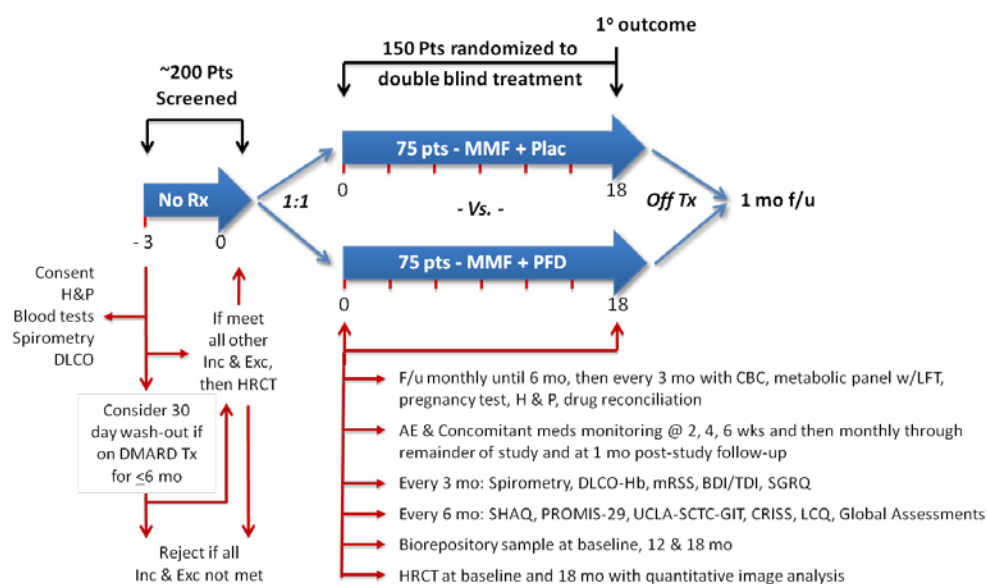 1° outcome
150 Pts randomized to
double blind treatment
~200 Pts
Screened
75 pts - MMF + Plac
0
18
No Rx
1:1
- Vs. -
Off Tx
1 mo f/u
- 3
0
75 pts - MMF + PFD
0
18
Consent
H&P
Blood tests
Spirometry
DLCO
If meet
all other
Inc & Exc,
then HRCT
Consider 30
day wash-out if
on DMARD Tx
for ≤6 mo
Reject if all
Inc & Exc not met
F/u monthly until 6 mo, then every 3 mo with CBC, metabolic panel w/LFT,
pregnancy test, H & P, drug reconciliation
AE & Concomitant meds monitoring @ 2, 4, 6 wks and then monthly through
remainder of study and at 1 mo post-study follow-up
Every 3 mo: Spirometry, DLCO-Hb, mRSS, BDI/TDI, SGRQ
Every 6 mo: SHAQ, PROMIS-29, UCLA-SCTC-GIT, CRISS, LCQ, Global Assessments
Biorepository sample at baseline, 12 & 18 mo
HRCT at baseline and 18 mo with quantitative image analysis